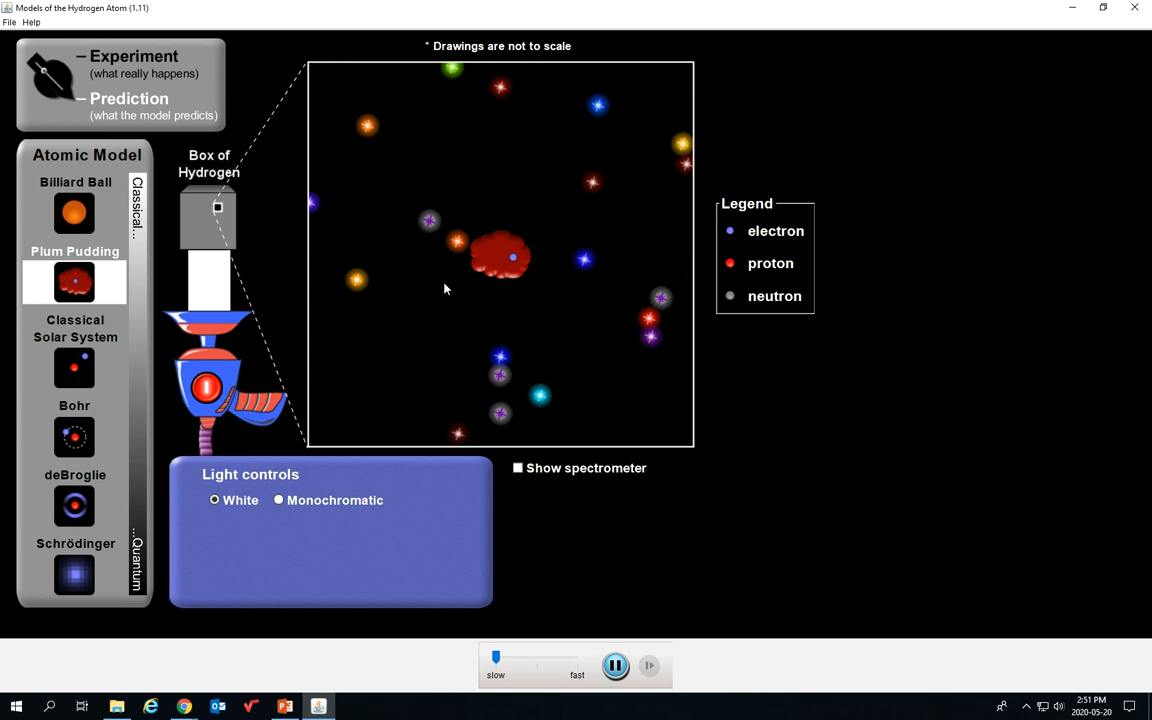 Models of the Hydrogen Atom (1.11)
File Help
* Drawings are not to scale
Experiment
(what really happens)
Prediction
(what the model predicts)
Atomic Model
Billiard Ball
Plum Pudding
Classical
Solar System
Bohr
deBroglie
Schrödinger
Classical...
...Quantum
Box of
Hydrogen
Legend
electron
proton
neutron
Light controls
White Monochromatic
Show spectrometer
slow fast
2:51 PM
2020-05-20